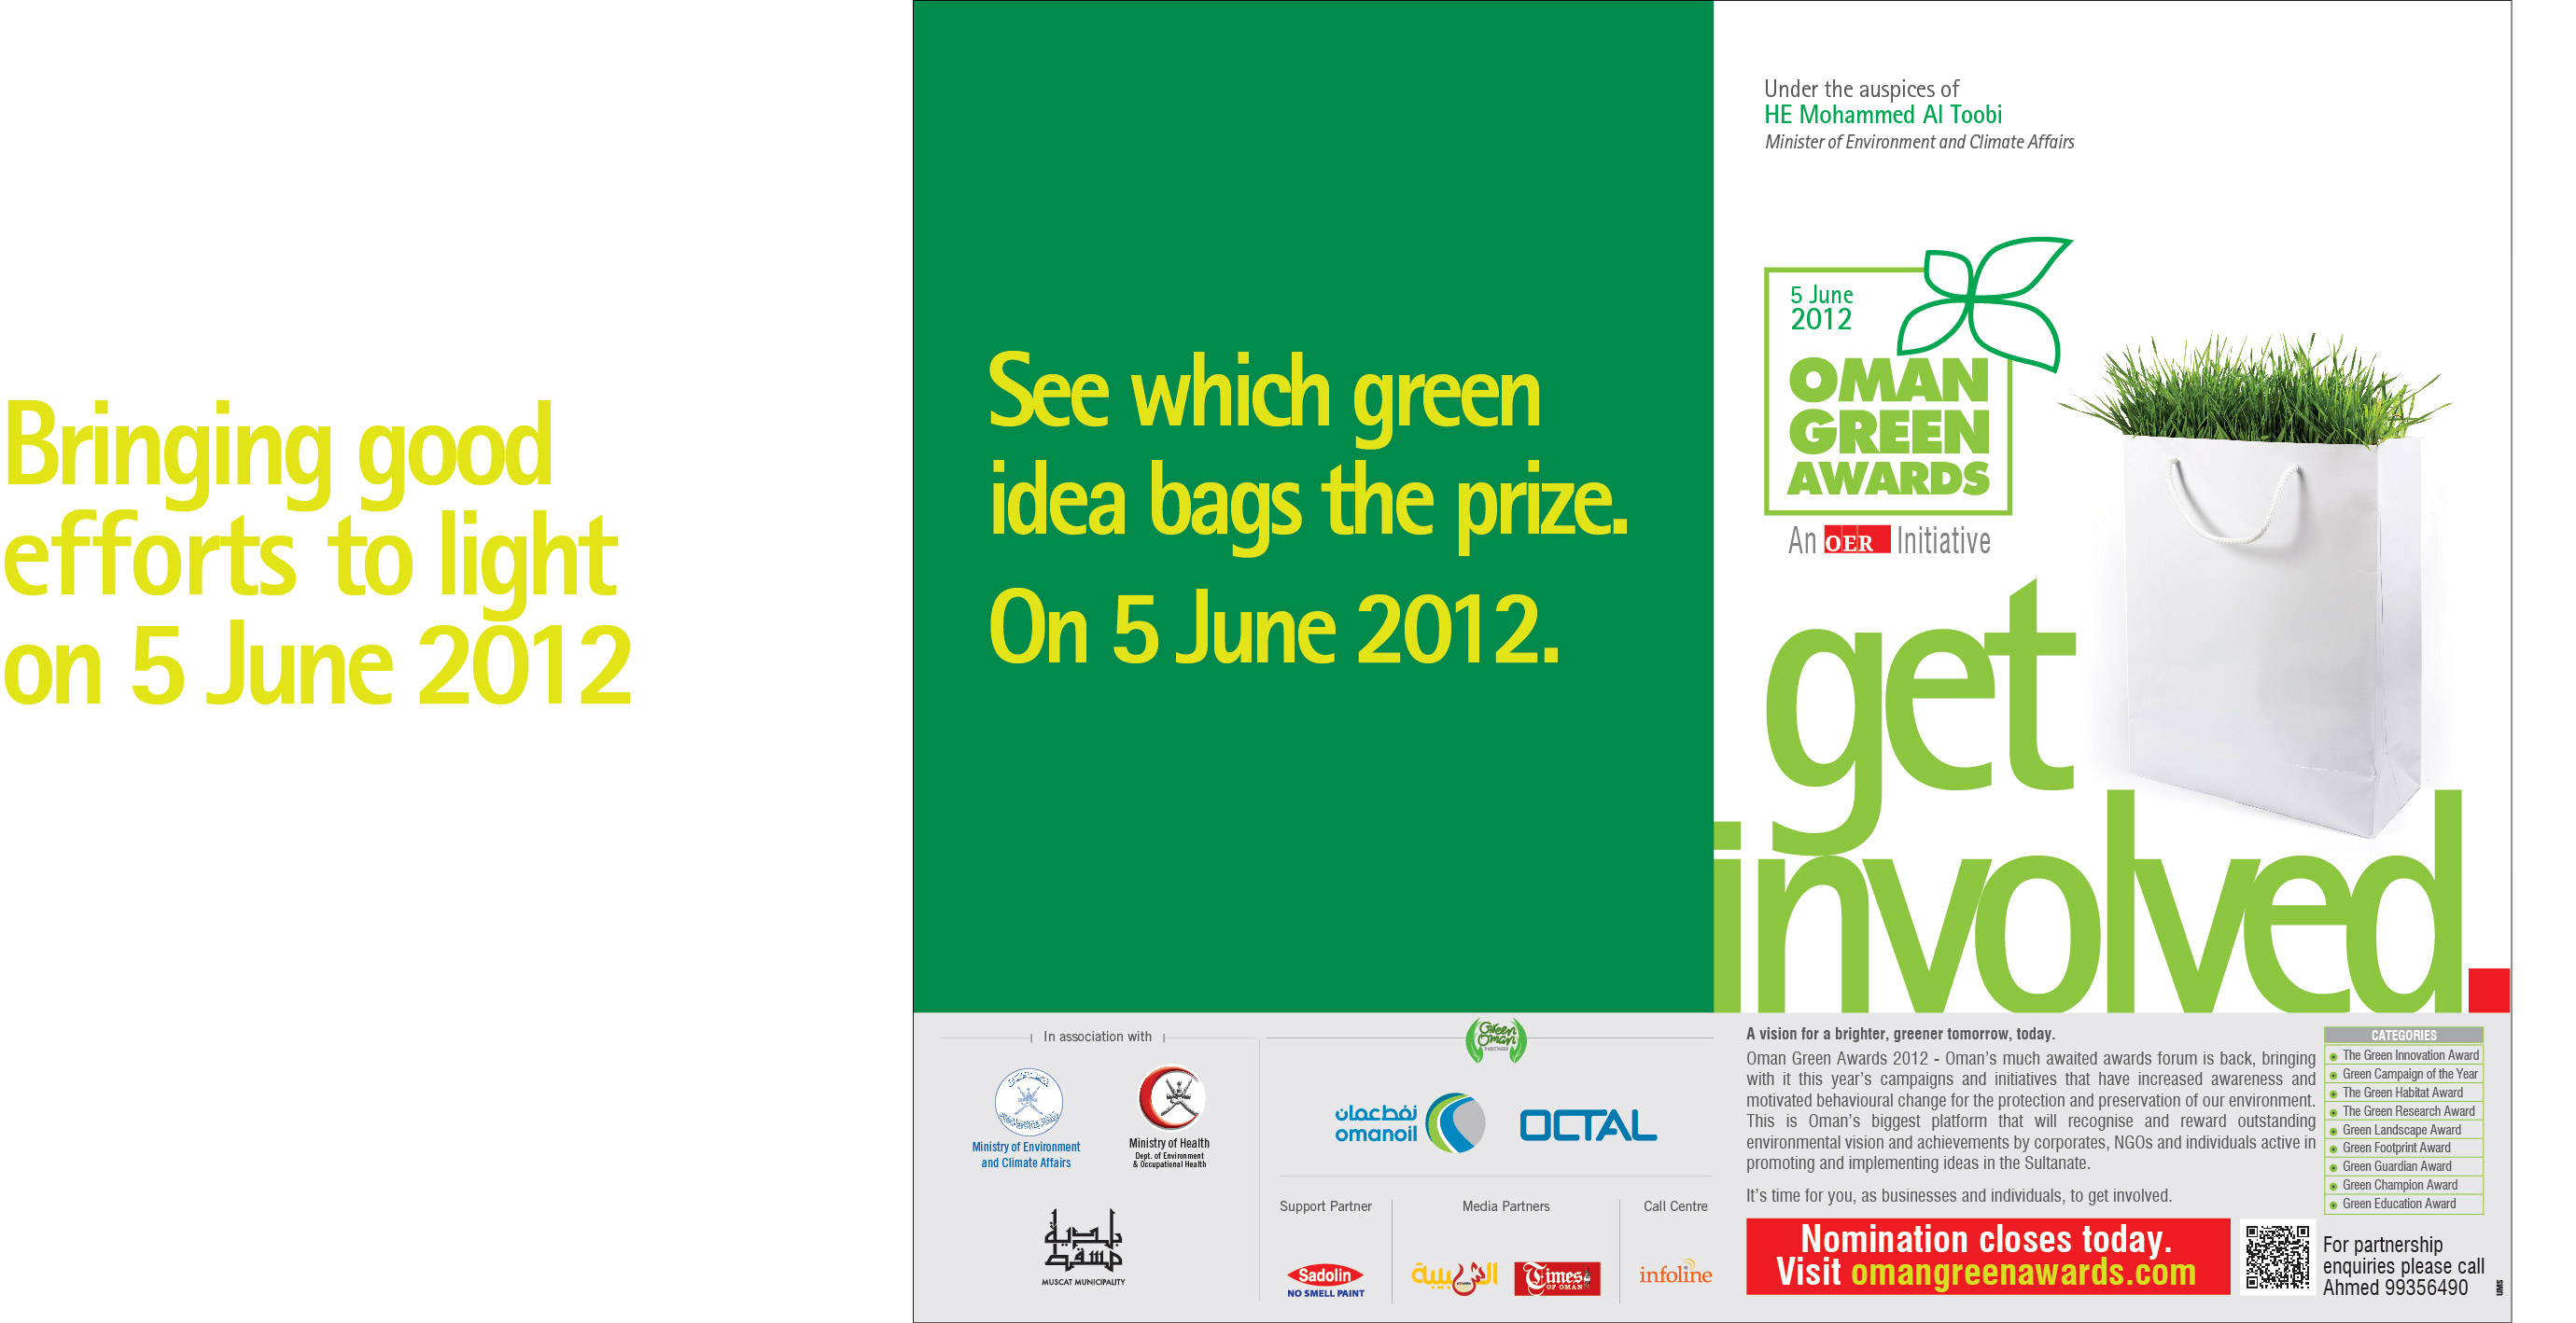 Bringing good
efforts to light
on 5 June 2012
See which green
idea bags the prize.
On 5 June 2012.
Under the auspices of
HE Mohammed Al Toobi
Minister of Environment and Climate Affairs
5 June
2012
OMAN
GREEN
AWARDS
An OER Initiative
get
involved.
In association with
Ministry of Environment
and Climate Affairs
Ministry of Health
Dept. of Environment
& Occupational Health
بلدية
مسقط
MUSCAT MUNICIPALITY
Green
Oman
PARTNERS
نفط عمان
omanoil
OCTAL
Support Partner
Sadolin
NO SMELL PAINT
Media Partners
الشبيبة
Times
OF OMAN
Call Centre
infoline
A vision for a brighter, greener tomorrow, today.
Oman Green Awards 2012 - Oman's much awaited awards forum is back, bringing
with it this year's campaigns and initiatives that have increased awareness and
motivated behavioural change for the protection and preservation of our environment.
This is Oman's biggest platform that will recognise and reward outstanding
environmental vision and achievements by corporates, NGOs and individuals active in
promoting and implementing ideas in the Sultanate.
It's time for you, as businesses and individuals, to get involved.
CATEGORIES
The Green Innovation Award
Green Campaign of the Year
The Green Habitat Award
The Green Research Award
Green Landscape Award
Green Footprint Award
Green Guardian Award
Green Champion Award
Green Education Award
Nomination closes today.
Visit omangreenawards.com
For partnership
enquiries please call
Ahmed 99356490
UMS